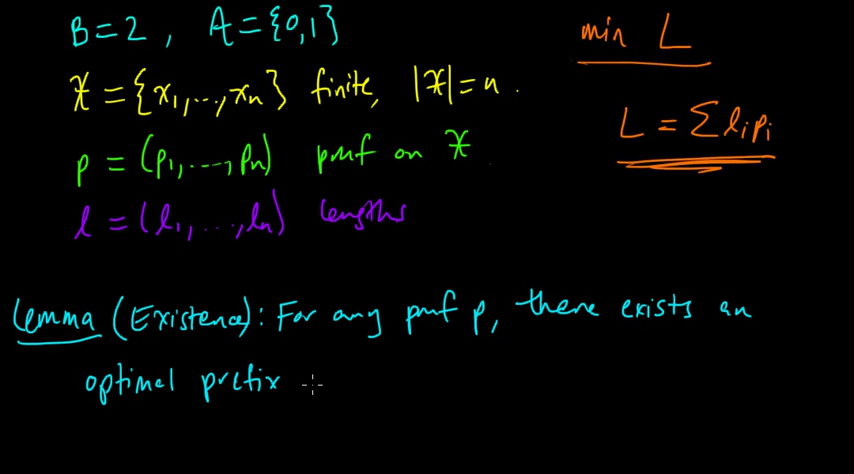 B = 2 , A = {0,1}
min L
𝒳 = {x₁,...,xₙ} finite, |𝒳| = n .
L = Σ lᵢpᵢ
p = (p₁,...,pₙ) pmf on 𝒳
l = (l₁,...,lₙ) lengths
Lemma (Existence): For any pmf p, there exists an
optimal prefix